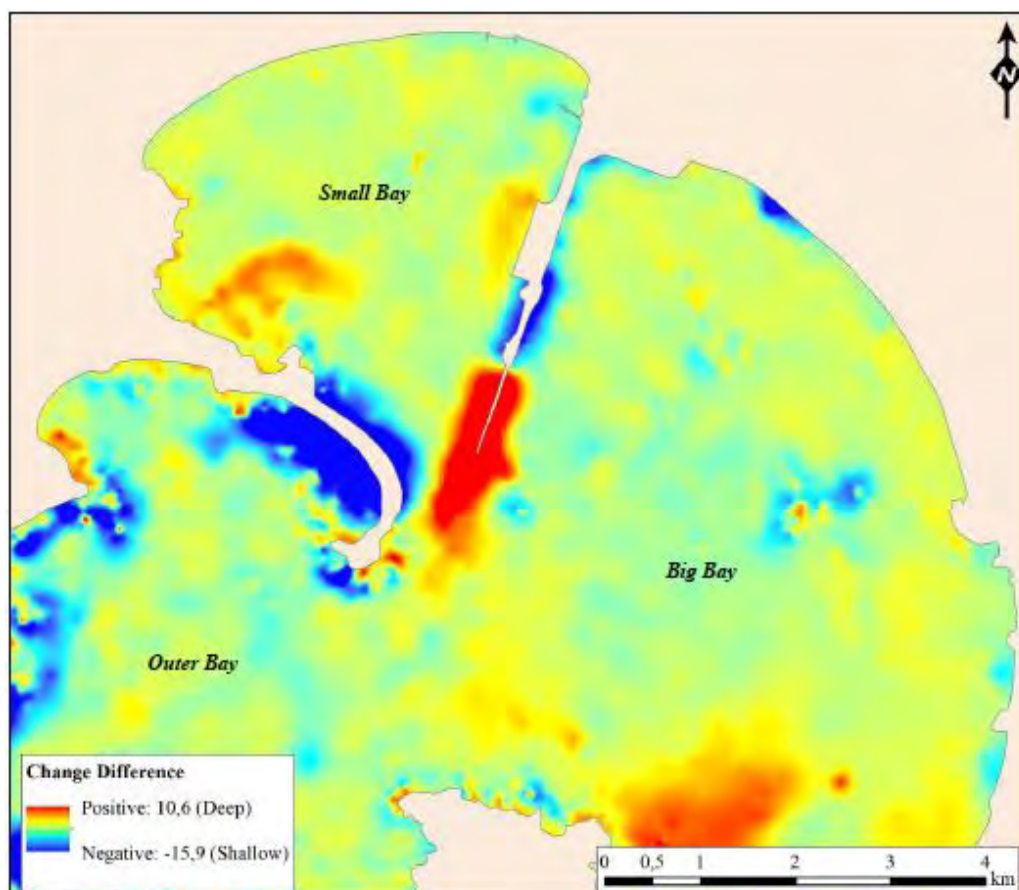 N
Small Bay
Big Bay
Outer Bay
Change Difference
Positive: 10,6 (Deep)
Negative: -15,9 (Shallow)
0 0,5 1 2 3 4
km